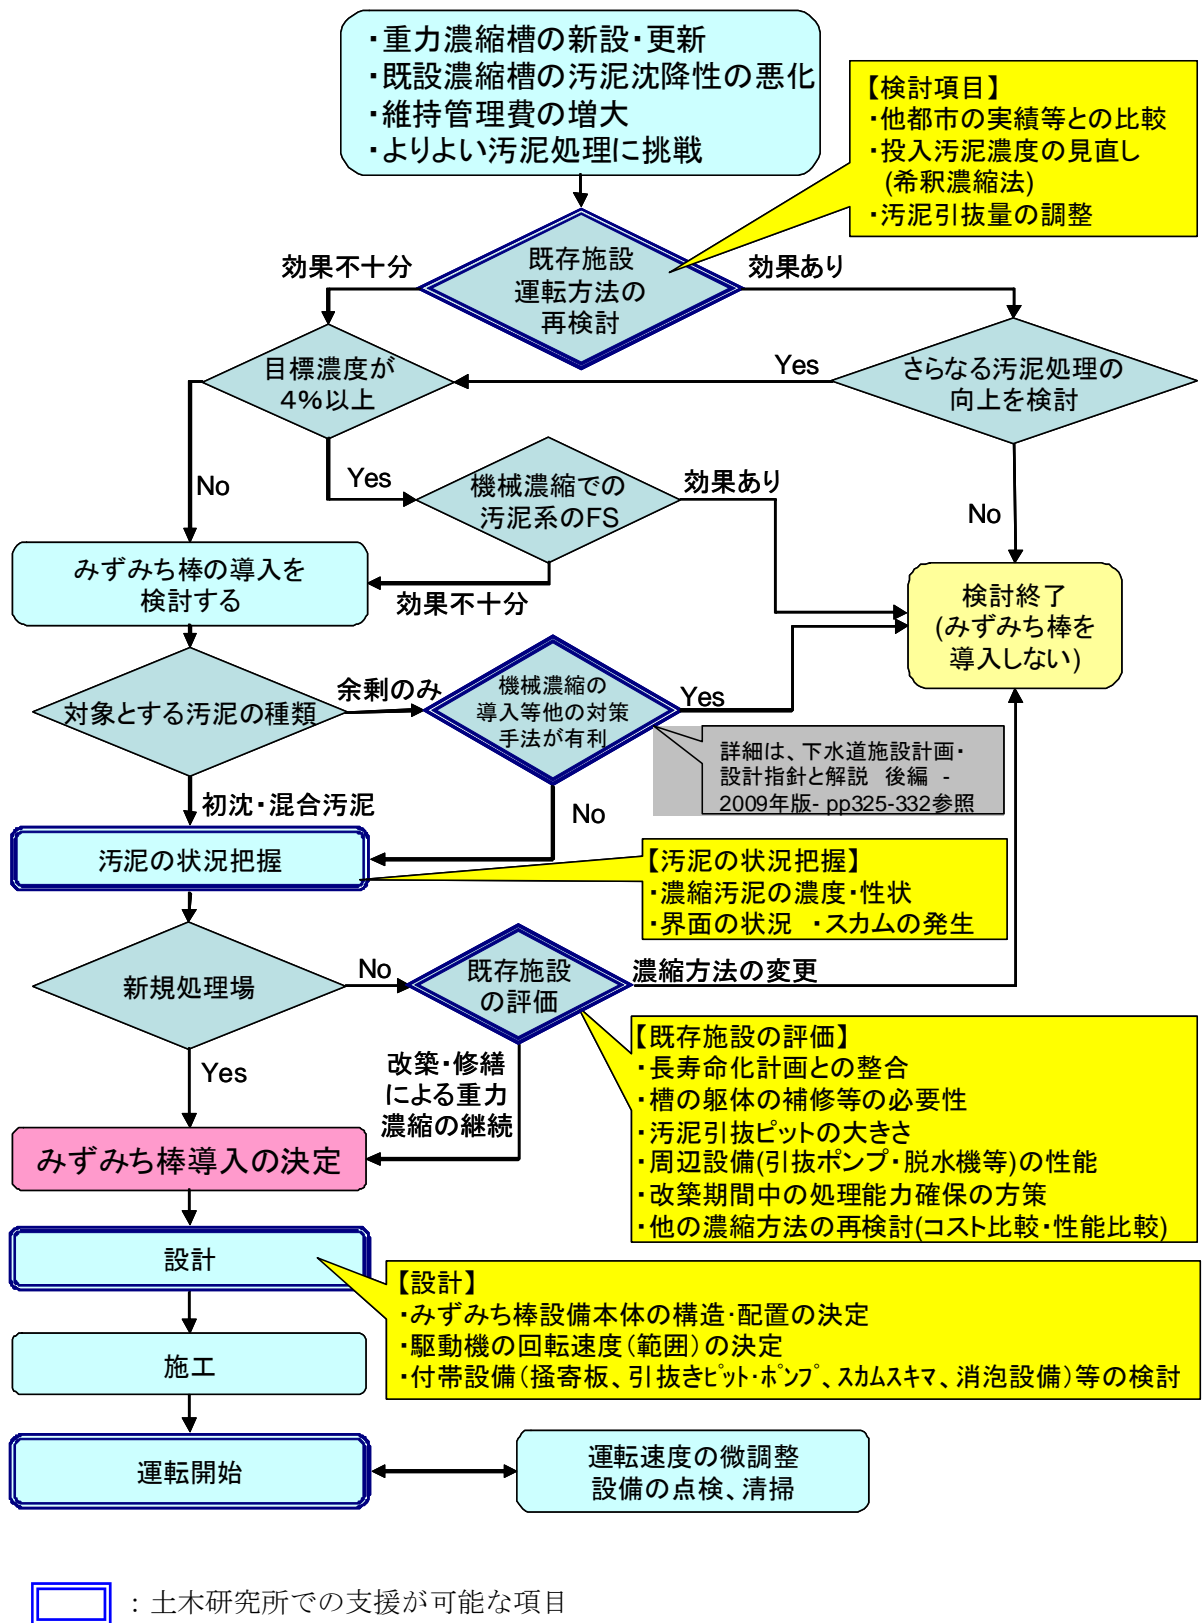 ・重力濃縮槽の新設・更新
・既設濃縮槽の汚泥沈降性の悪化
・維持管理費の増大
・よりよい汚泥処理に挑戦
【検討項目】
・他都市の実績等との比較
・投入汚泥濃度の見直し
(希釈濃縮法)
・汚泥引抜量の調整
既存施設
運転方法の
再検討
効果不十分
効果あり
目標濃度が
4%以上
Yes
さらなる汚泥処理の
向上を検討
No
Yes
機械濃縮での
汚泥系のFS
効果あり
No
みずみち棒の導入を
検討する
効果不十分
検討終了
(みずみち棒を
導入しない)
対象とする汚泥の種類
余剰のみ
機械濃縮の
導入等他の対策
手法が有利
Yes
詳細は、下水道施設計画・
設計指針と解説 後編 -
2009年版- pp325-332参照
初沈・混合汚泥
No
汚泥の状況把握
【汚泥の状況把握】
・濃縮汚泥の濃度・性状
・界面の状況 ・スカムの発生
新規処理場
No
既存施設
の評価
濃縮方法の変更
【既存施設の評価】
・長寿命化計画との整合
・槽の躯体の補修等の必要性
・汚泥引抜ピットの大きさ
・周辺設備(引抜ポンプ・脱水機等)の性能
・改築期間中の処理能力確保の方策
・他の濃縮方法の再検討(コスト比較・性能比較)
Yes
改築・修繕
による重力
濃縮の継続
みずみち棒導入の決定
設計
【設計】
・みずみち棒設備本体の構造・配置の決定
・駆動機の回転速度(範囲)の決定
・付帯設備(掻寄板、引抜きﾋﾟｯﾄ・ﾎﾟﾝﾌﾟ、ｽｶﾑｽｷﾏ、消泡設備)等の検討
施工
運転開始
運転速度の微調整
設備の点検、清掃
：土木研究所での支援が可能な項目